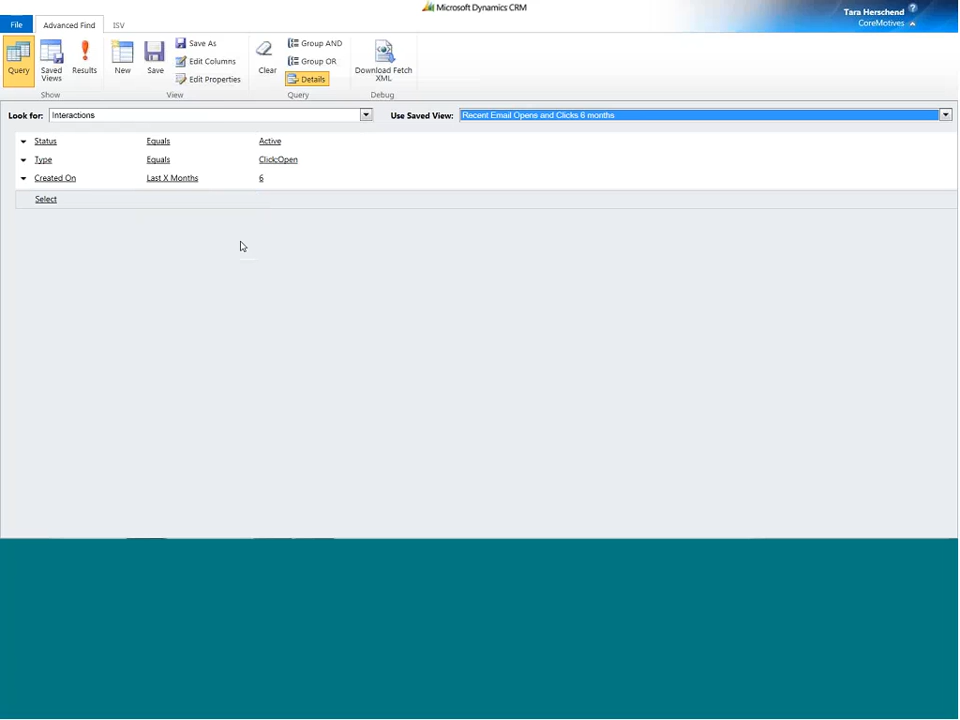 Microsoft Dynamics CRM
Tara Herschend
CoreMotives
File Advanced Find ISV
Query
Saved Views
Results
Show
New
Save
Save As
Edit Columns
Edit Properties
View
Clear
Group AND
Group OR
Details
Query
Download Fetch XML
Debug
Look for: Interactions Use Saved View: Recent Email Opens and Clicks 6 months
Status Equals Active
Type Equals Click;Open
Created On Last X Months 6
Select